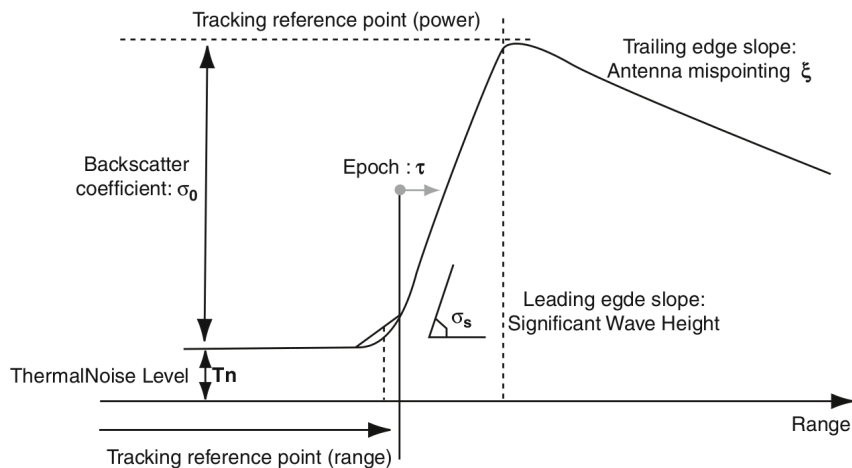 Tracking reference point (power)
Trailing edge slope:
Antenna mispointing ξ
Backscatter
coefficient: σ0
Epoch : τ
Leading egde slope:
Significant Wave Height
σs
ThermalNoise Level Tn
Range
Tracking reference point (range)